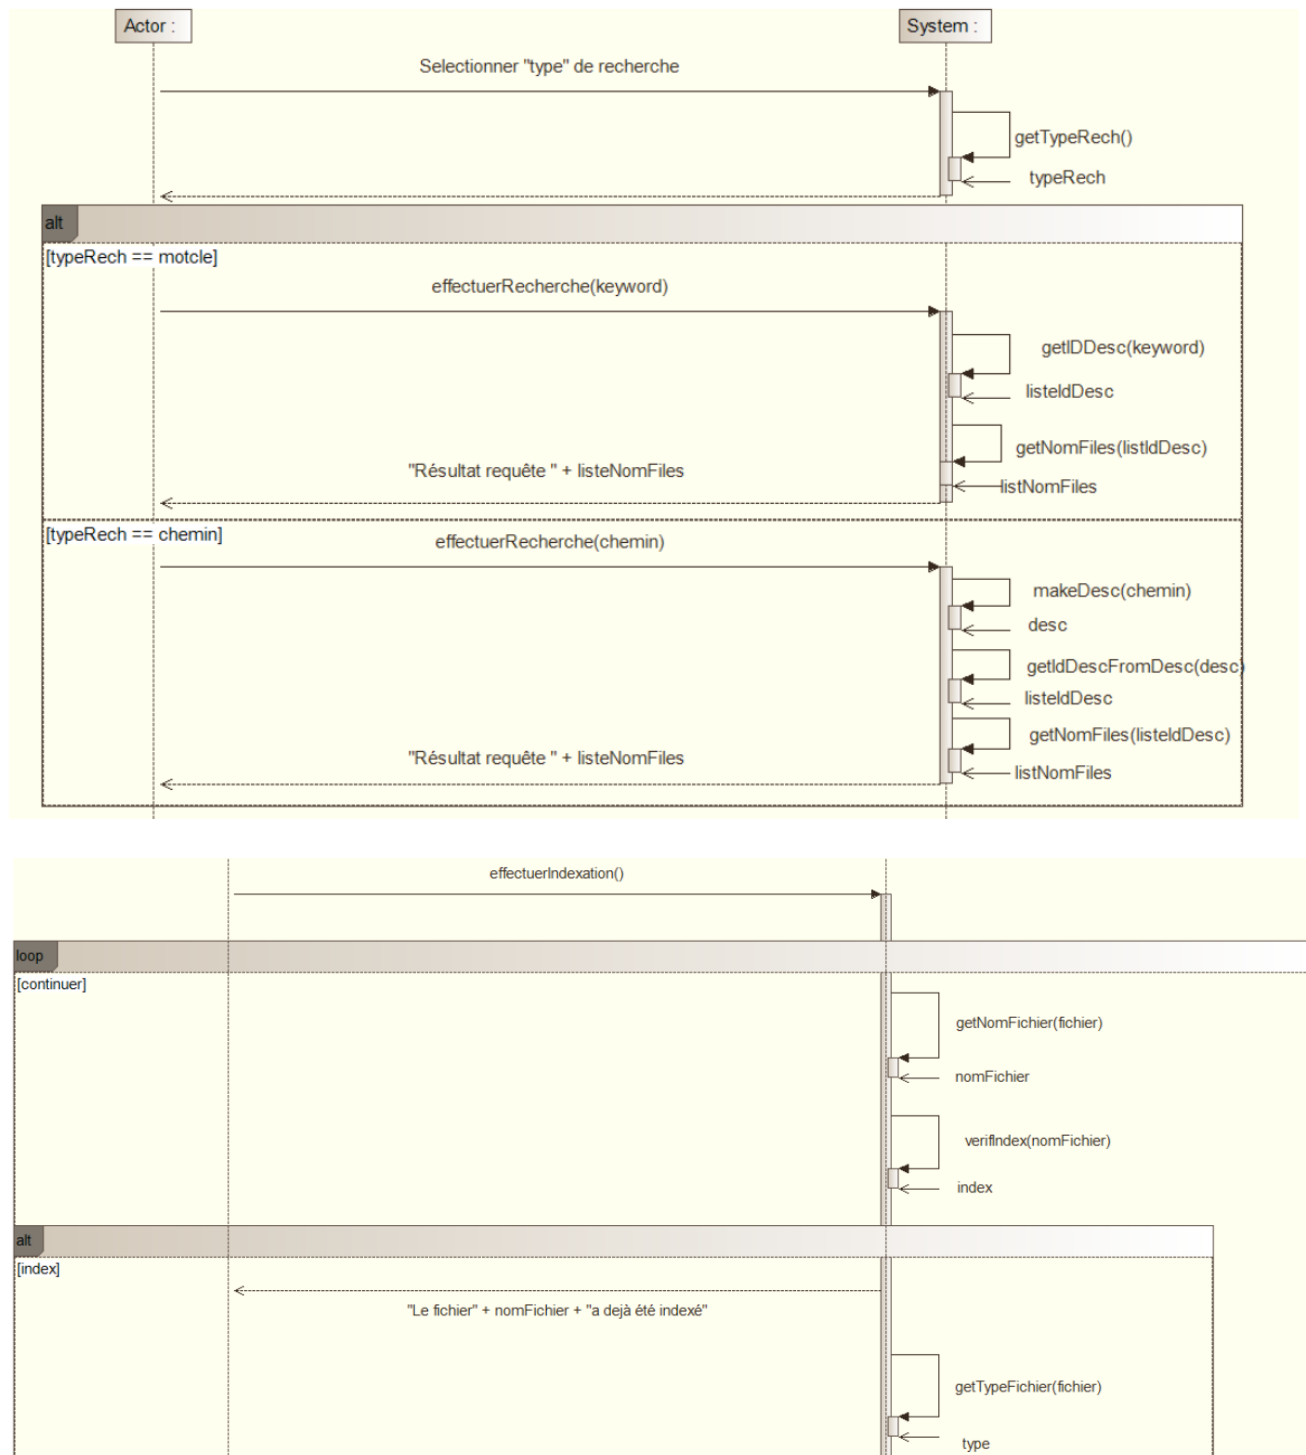 Actor :
System :
Selectionner "type" de recherche
getTypeRech()
typeRech
alt
[typeRech == motcle]
effectuerRecherche(keyword)
getIDDesc(keyword)
listeIdDesc
getNomFiles(listIdDesc)
"Résultat requête " + listeNomFiles
listNomFiles
[typeRech == chemin]
effectuerRecherche(chemin)
makeDesc(chemin)
desc
getIdDescFromDesc(desc)
listeIdDesc
getNomFiles(listeIdDesc)
"Résultat requête " + listeNomFiles
listNomFiles
effectuerIndexation()
loop
[continuer]
getNomFichier(fichier)
nomFichier
verifIndex(nomFichier)
index
alt
[index]
"Le fichier" + nomFichier + "a dejà été indexé"
getTypeFichier(fichier)
type